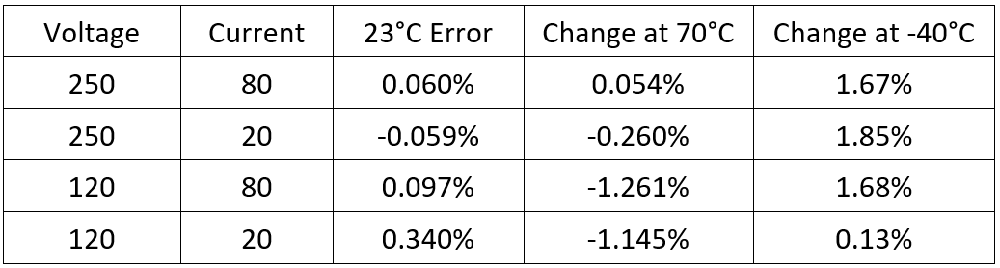 Voltage Current 23°C Error Change at 70°C Change at -40°C
250 80 0.060% 0.054% 1.67%
250 20 -0.059% -0.260% 1.85%
120 80 0.097% -1.261% 1.68%
120 20 0.340% -1.145% 0.13%